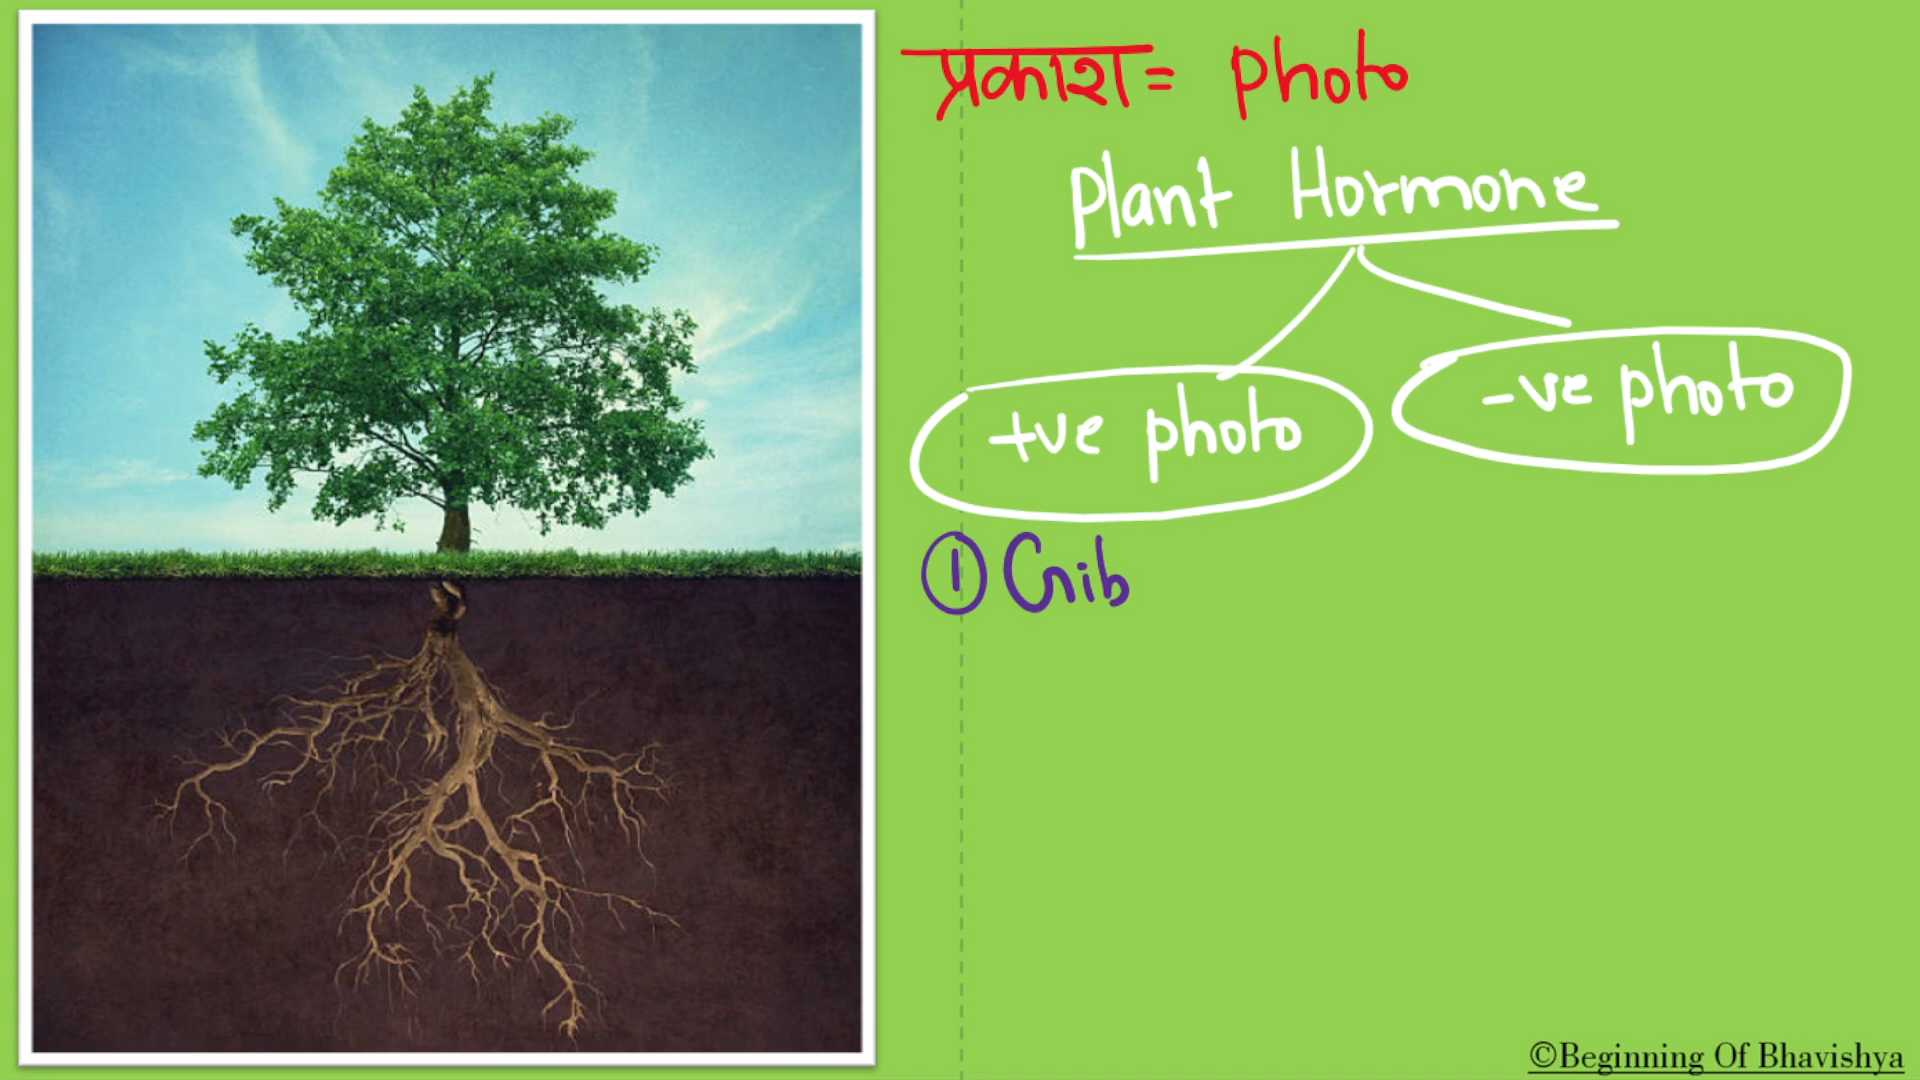 प्रकाश = Photo
Plant Hormone
+ve photo
-ve photo
① Gib
©Beginning Of Bhavishya